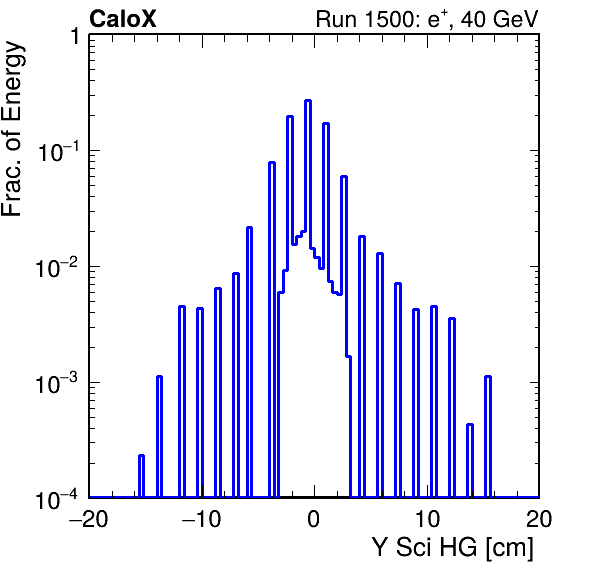 CaloX
Run 1500: e⁺, 40 GeV
Frac. of Energy
1
10⁻¹
10⁻²
10⁻³
10⁻⁴
−20
−10
0
10
20
Y Sci HG [cm]